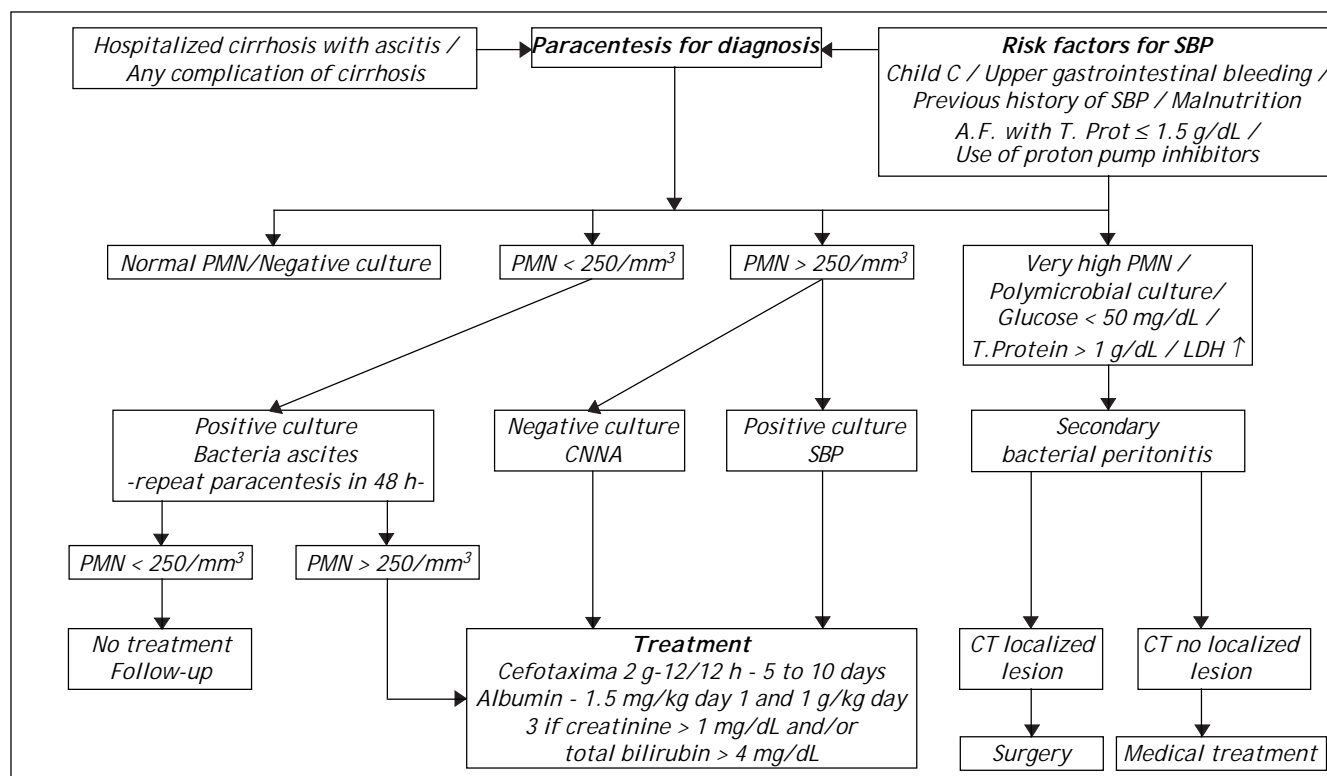 Hospitalized cirrhosis with ascitis /
Any complication of cirrhosis
Paracentesis for diagnosis
Risk factors for SBP
Child C / Upper gastrointestinal bleeding /
Previous history of SBP / Malnutrition
A.F. with T. Prot ≤ 1.5 g/dL /
Use of proton pump inhibitors
Normal PMN/Negative culture
PMN < 250/mm³
PMN > 250/mm³
Very high PMN /
Polymicrobial culture/
Glucose < 50 mg/dL /
T.Protein > 1 g/dL / LDH ↑
Positive culture
Bacteria ascites
-repeat paracentesis in 48 h-
Negative culture
CNNA
Positive culture
SBP
Secondary
bacterial peritonitis
PMN < 250/mm³
PMN > 250/mm³
No treatment
Follow-up
Treatment
Cefotaxima 2 g-12/12 h - 5 to 10 days
Albumin - 1.5 mg/kg day 1 and 1 g/kg day
3 if creatinine > 1 mg/dL and/or
total bilirubin > 4 mg/dL
CT localized
lesion
CT no localized
lesion
Surgery
Medical treatment